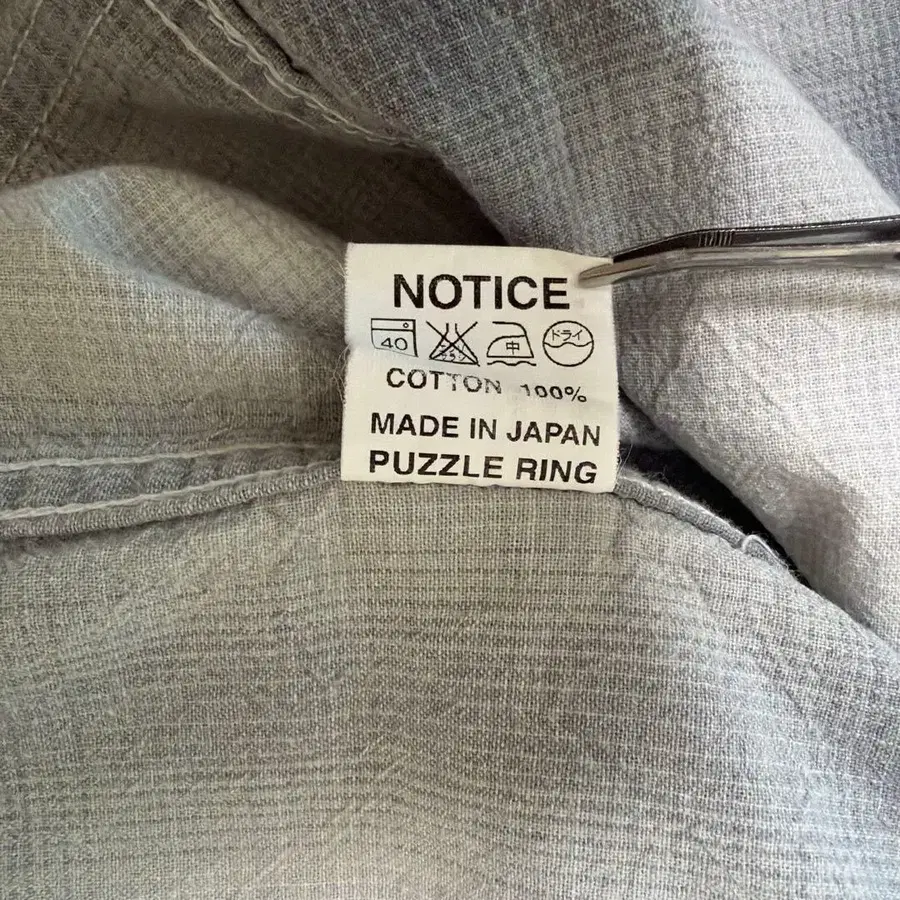 NOTICE
40 中 ドライ
COTTON 100%
MADE IN JAPAN
PUZZLE RING